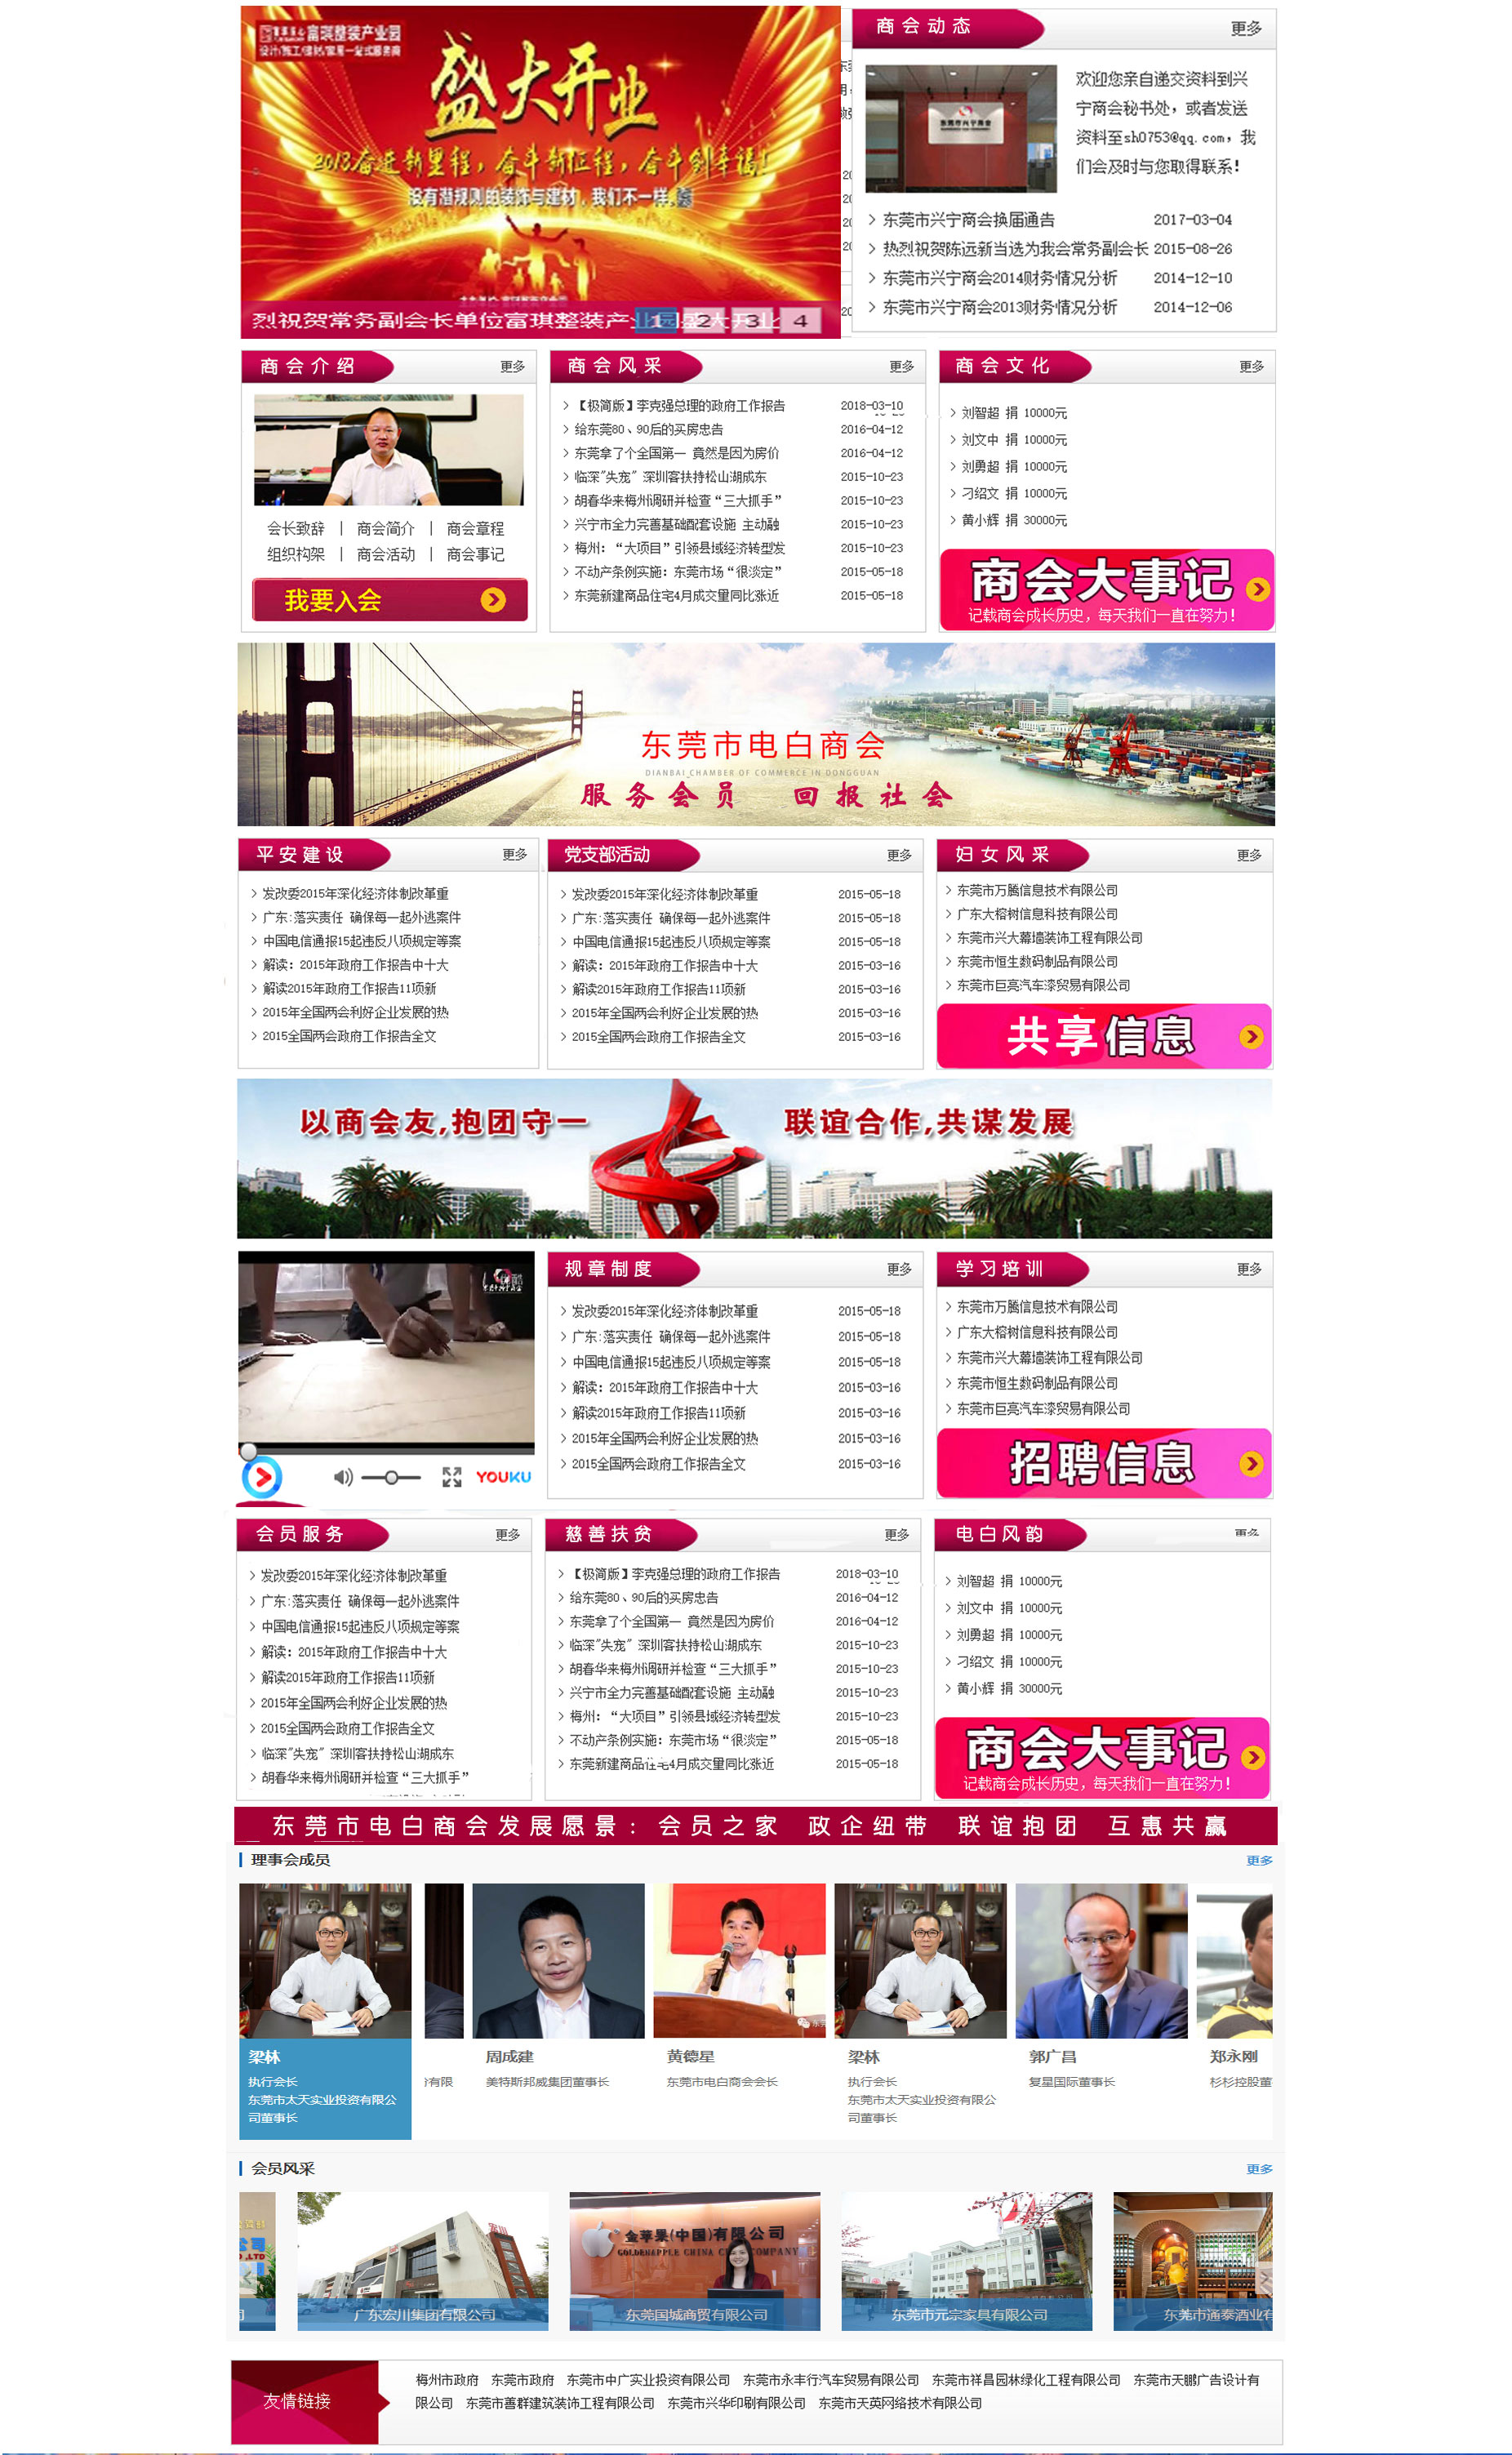 富琪整装产业园
设计/施工/建材/家居一站式服务商
盛大开业
2013奋进新里程，奋斗新征程，奋斗创幸福！
没有潜规则的装饰与建材，我们不一样。
烈祝贺常务副会长单位富琪整装产业园盛大开业
1 2 3 4
商会动态 更多
东莞市兴宁商会
欢迎您亲自递交资料到兴
宁商会秘书处，或者发送
资料至sh0753@qq.com，我
们会及时与您取得联系！
> 东莞市兴宁商会换届通告 2017-03-04
> 热烈祝贺陈远新当选为我会常务副会长 2015-08-26
> 东莞市兴宁商会2014财务情况分析 2014-12-10
> 东莞市兴宁商会2013财务情况分析 2014-12-06
商会介绍 更多
会长致辞 | 商会简介 | 商会章程
组织构架 | 商会活动 | 商会事记
我要入会
商会风采 更多
> 【极简版】李克强总理的政府工作报告 2018-03-10
> 给东莞80、90后的买房忠告 2016-04-12
> 东莞拿了个全国第一 竟然是因为房价 2016-04-12
> 临深"失宠" 深圳客扶持松山湖成东 2015-10-23
> 胡春华来梅州调研并检查“三大抓手” 2015-10-23
> 兴宁市全力完善基础配套设施 主动融 2015-10-23
> 梅州：“大项目”引领县域经济转型发 2015-10-23
> 不动产条例实施：东莞市场“很淡定” 2015-05-18
> 东莞新建商品住宅4月成交量同比涨近 2015-05-18
商会文化 更多
> 刘智超 捐 10000元
> 刘文中 捐 10000元
> 刘勇超 捐 10000元
> 刁绍文 捐 10000元
> 黄小辉 捐 30000元
商会大事记
记载商会成长历史，每天我们一直在努力！
东莞市电白商会
DIANBAI CHAMBER OF COMMERCE IN DONGGUAN
服务会员 回报社会
平安建设 更多
> 发改委2015年深化经济体制改革重
> 广东:落实责任 确保每一起外逃案件
> 中国电信通报15起违反八项规定等案
> 解读：2015年政府工作报告中十大
> 解读2015年政府工作报告11项新
> 2015年全国两会利好企业发展的热
> 2015全国两会政府工作报告全文
党支部活动 更多
> 发改委2015年深化经济体制改革重 2015-05-18
> 广东:落实责任 确保每一起外逃案件 2015-05-18
> 中国电信通报15起违反八项规定等案 2015-05-18
> 解读：2015年政府工作报告中十大 2015-03-16
> 解读2015年政府工作报告11项新 2015-03-16
> 2015年全国两会利好企业发展的热 2015-03-16
> 2015全国两会政府工作报告全文 2015-03-16
妇女风采 更多
> 东莞市万腾信息技术有限公司
> 广东大榕树信息科技有限公司
> 东莞市兴大幕墙装饰工程有限公司
> 东莞市恒生数码制品有限公司
> 东莞市巨亮汽车漆贸易有限公司
共享信息
以商会友,抱团守一 联谊合作,共谋发展
YOUKU
规章制度 更多
> 发改委2015年深化经济体制改革重 2015-05-18
> 广东:落实责任 确保每一起外逃案件 2015-05-18
> 中国电信通报15起违反八项规定等案 2015-05-18
> 解读：2015年政府工作报告中十大 2015-03-16
> 解读2015年政府工作报告11项新 2015-03-16
> 2015年全国两会利好企业发展的热 2015-03-16
> 2015全国两会政府工作报告全文 2015-03-16
学习培训 更多
> 东莞市万腾信息技术有限公司
> 广东大榕树信息科技有限公司
> 东莞市兴大幕墙装饰工程有限公司
> 东莞市恒生数码制品有限公司
> 东莞市巨亮汽车漆贸易有限公司
招聘信息
会员服务 更多
> 发改委2015年深化经济体制改革重
> 广东:落实责任 确保每一起外逃案件
> 中国电信通报15起违反八项规定等案
> 解读：2015年政府工作报告中十大
> 解读2015年政府工作报告11项新
> 2015年全国两会利好企业发展的热
> 2015全国两会政府工作报告全文
> 临深"失宠" 深圳客扶持松山湖成东
> 胡春华来梅州调研并检查“三大抓手”
慈善扶贫 更多
> 【极简版】李克强总理的政府工作报告 2018-03-10
> 给东莞80、90后的买房忠告 2016-04-12
> 东莞拿了个全国第一 竟然是因为房价 2016-04-12
> 临深"失宠" 深圳客扶持松山湖成东 2015-10-23
> 胡春华来梅州调研并检查“三大抓手” 2015-10-23
> 兴宁市全力完善基础配套设施 主动融 2015-10-23
> 梅州：“大项目”引领县域经济转型发 2015-10-23
> 不动产条例实施：东莞市场“很淡定” 2015-05-18
> 东莞新建商品住宅4月成交量同比涨近 2015-05-18
电白风韵 更多
> 刘智超 捐 10000元
> 刘文中 捐 10000元
> 刘勇超 捐 10000元
> 刁绍文 捐 10000元
> 黄小辉 捐 30000元
商会大事记
记载商会成长历史，每天我们一直在努力！
东莞市电白商会发展愿景：会员之家 政企纽带 联谊抱团 互惠共赢
理事会成员 更多
梁林
执行会长
东莞市太天实业投资有限公
司董事长
有限
周成建
美特斯邦威集团董事长
黄德星
东莞市电白商会会长
梁林
执行会长
东莞市太天实业投资有限公
司董事长
郭广昌
复星国际董事长
郑永刚
杉杉控股董
会员风采 更多
广东宏川集团有限公司
金苹果(中国)有限公司
GOLDENAPPLE CHINA COMPANY
东莞国城商贸有限公司
东莞市元宗家具有限公司
东莞市通泰酒业有
友情链接
梅州市政府 东莞市政府 东莞市中广实业投资有限公司 东莞市永丰行汽车贸易有限公司 东莞市祥昌园林绿化工程有限公司 东莞市天鹏广告设计有
限公司 东莞市善群建筑装饰工程有限公司 东莞市兴华印刷有限公司 东莞市天英网络技术有限公司